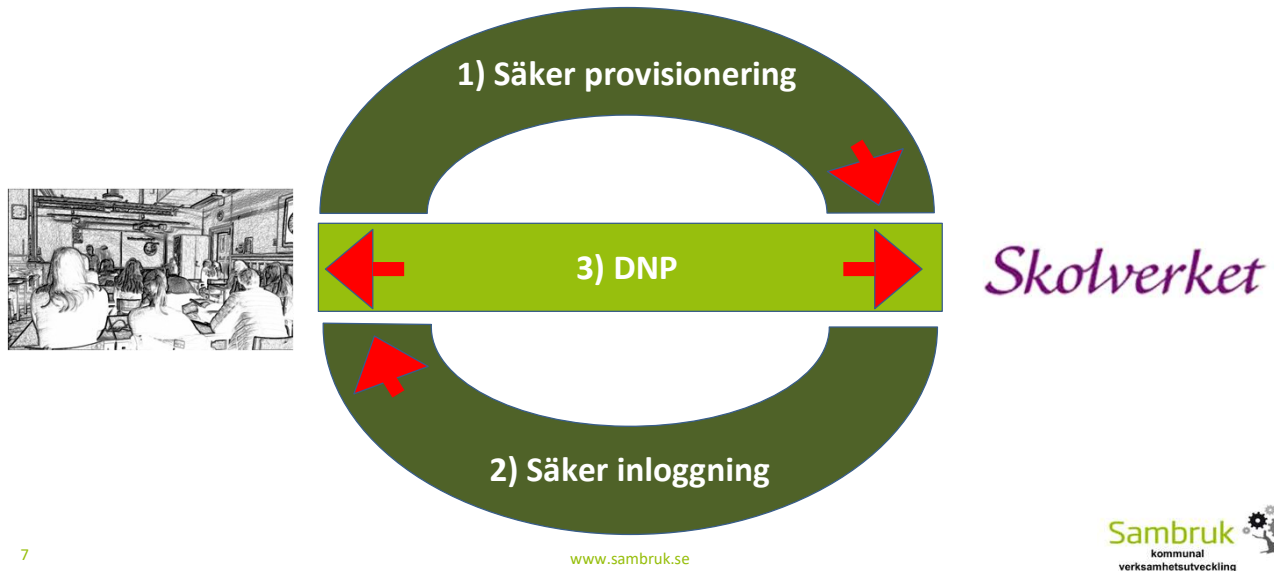 1) Säker provisionering
3) DNP
Skolverket
2) Säker inloggning
7
www.sambruk.se
Sambruk
kommunal
verksamhetsutveckling